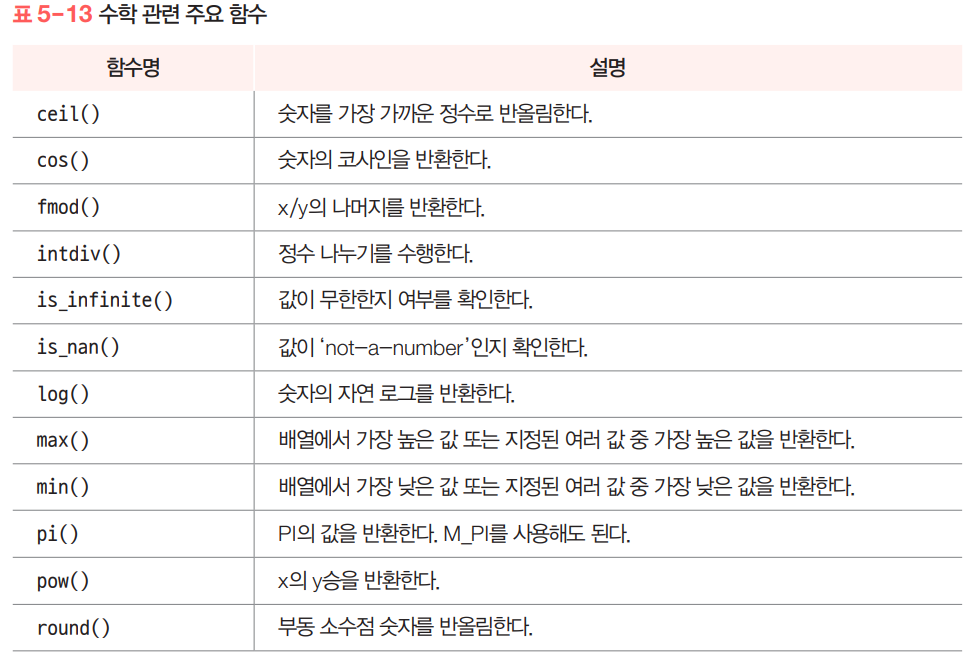 표 5-13 수학 관련 주요 함수
함수명 설명
ceil() 숫자를 가장 가까운 정수로 반올림한다.
cos() 숫자의 코사인을 반환한다.
fmod() x/y의 나머지를 반환한다.
intdiv() 정수 나누기를 수행한다.
is_infinite() 값이 무한한지 여부를 확인한다.
is_nan() 값이 ‘not-a-number’인지 확인한다.
log() 숫자의 자연 로그를 반환한다.
max() 배열에서 가장 높은 값 또는 지정된 여러 값 중 가장 높은 값을 반환한다.
min() 배열에서 가장 낮은 값 또는 지정된 여러 값 중 가장 낮은 값을 반환한다.
pi() PI의 값을 반환한다. M_PI를 사용해도 된다.
pow() x의 y승을 반환한다.
round() 부동 소수점 숫자를 반올림한다.